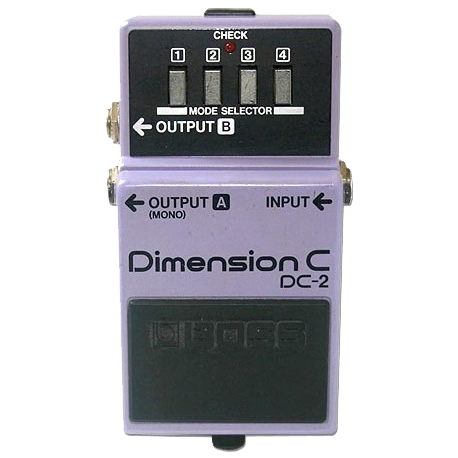 CHECK
1 2 3 4
MODE SELECTOR
← OUTPUT B
← OUTPUT A INPUT ←
(MONO)
Dimension C
DC-2
BOSS